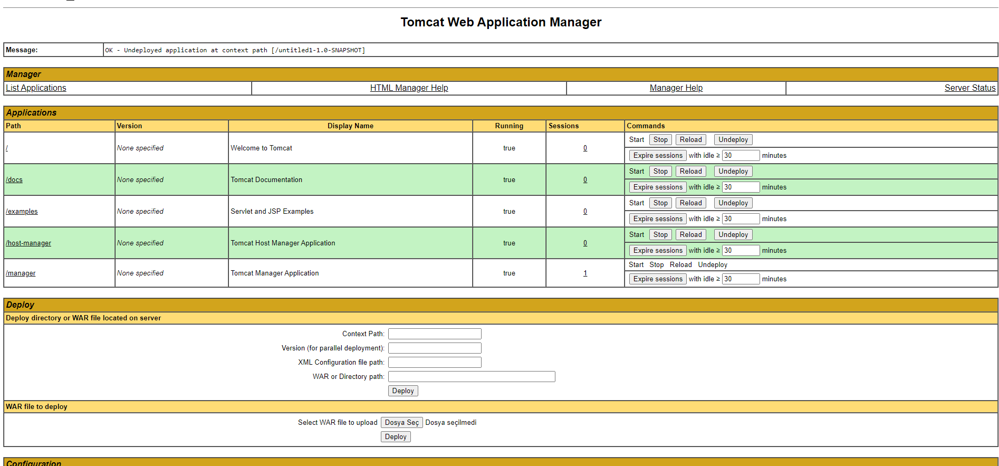 Tomcat Web Application Manager
Message: OK - Undeployed application at context path [/untitled1-1.0-SNAPSHOT]
Manager
List Applications HTML Manager Help Manager Help Server Status
Applications
Path Version Display Name Running Sessions Commands
/ None specified Welcome to Tomcat true 0 Start Stop Reload Undeploy
Expire sessions with idle ≥ 30 minutes
/docs None specified Tomcat Documentation true 0 Start Stop Reload Undeploy
Expire sessions with idle ≥ 30 minutes
/examples None specified Servlet and JSP Examples true 0 Start Stop Reload Undeploy
Expire sessions with idle ≥ 30 minutes
/host-manager None specified Tomcat Host Manager Application true 0 Start Stop Reload Undeploy
Expire sessions with idle ≥ 30 minutes
/manager None specified Tomcat Manager Application true 1 Start Stop Reload Undeploy
Expire sessions with idle ≥ 30 minutes
Deploy
Deploy directory or WAR file located on server
Context Path:
Version (for parallel deployment):
XML Configuration file path:
WAR or Directory path:
Deploy
WAR file to deploy
Select WAR file to upload Dosya Seç Dosya seçilmedi
Deploy
Configuration